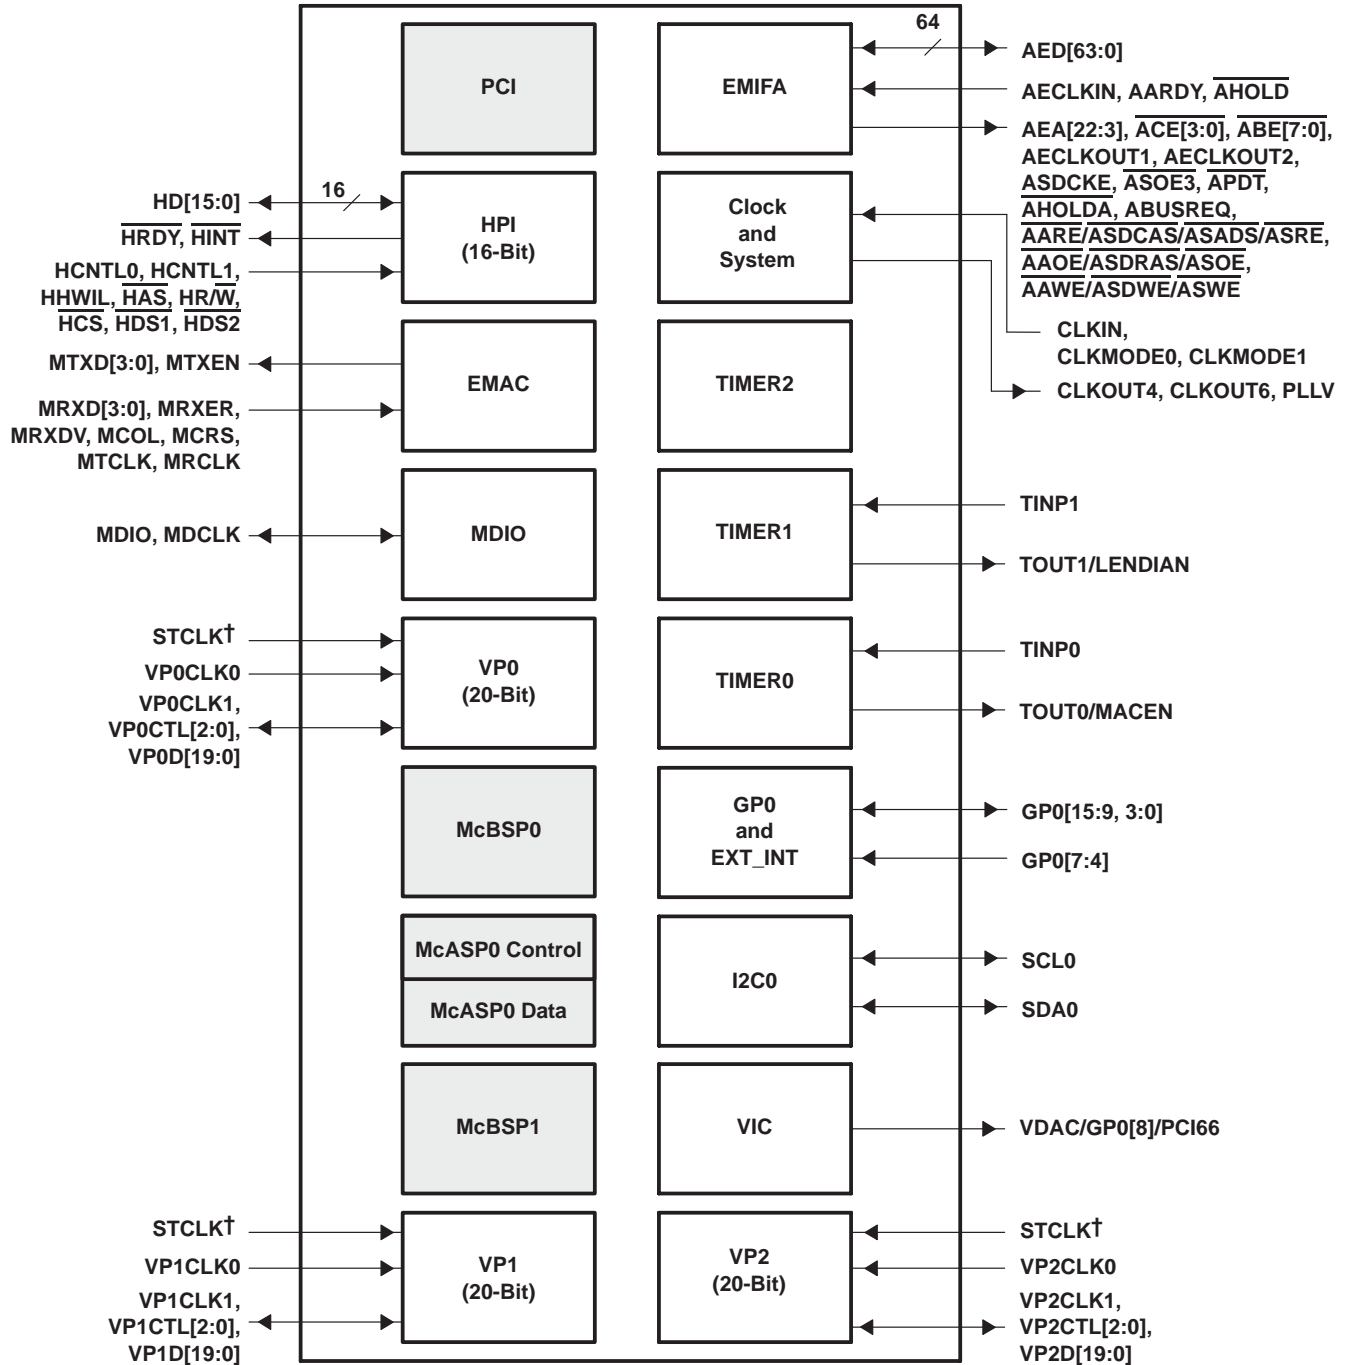 PCI
64
EMIFA
AED[63:0]
AECLKIN, AARDY, AHOLD
AEA[22:3], ACE[3:0], ABE[7:0],
AECLKOUT1, AECLKOUT2,
ASDCKE, ASOE3, APDT,
AHOLDA, ABUSREQ,
AARE/ASDCAS/ASADS/ASRE,
AAOE/ASDRAS/ASOE,
AAWE/ASDWE/ASWE
HD[15:0]
16
HRDY, HINT
HCNTL0, HCNTL1,
HHWIL, HAS, HR/W,
HCS, HDS1, HDS2
HPI
(16-Bit)
Clock
and
System
CLKIN,
CLKMODE0, CLKMODE1
CLKOUT4, CLKOUT6, PLLV
MTXD[3:0], MTXEN
MRXD[3:0], MRXER,
MRXDV, MCOL, MCRS,
MTCLK, MRCLK
EMAC
TIMER2
MDIO, MDCLK
MDIO
TIMER1
TINP1
TOUT1/LENDIAN
STCLK†
VP0CLK0
VP0CLK1,
VP0CTL[2:0],
VP0D[19:0]
VP0
(20-Bit)
TIMER0
TINP0
TOUT0/MACEN
McBSP0
GP0
and
EXT_INT
GP0[15:9, 3:0]
GP0[7:4]
McASP0 Control
McASP0 Data
I2C0
SCL0
SDA0
McBSP1
VIC
VDAC/GP0[8]/PCI66
STCLK†
VP1CLK0
VP1CLK1,
VP1CTL[2:0],
VP1D[19:0]
VP1
(20-Bit)
VP2
(20-Bit)
STCLK†
VP2CLK0
VP2CLK1,
VP2CTL[2:0],
VP2D[19:0]